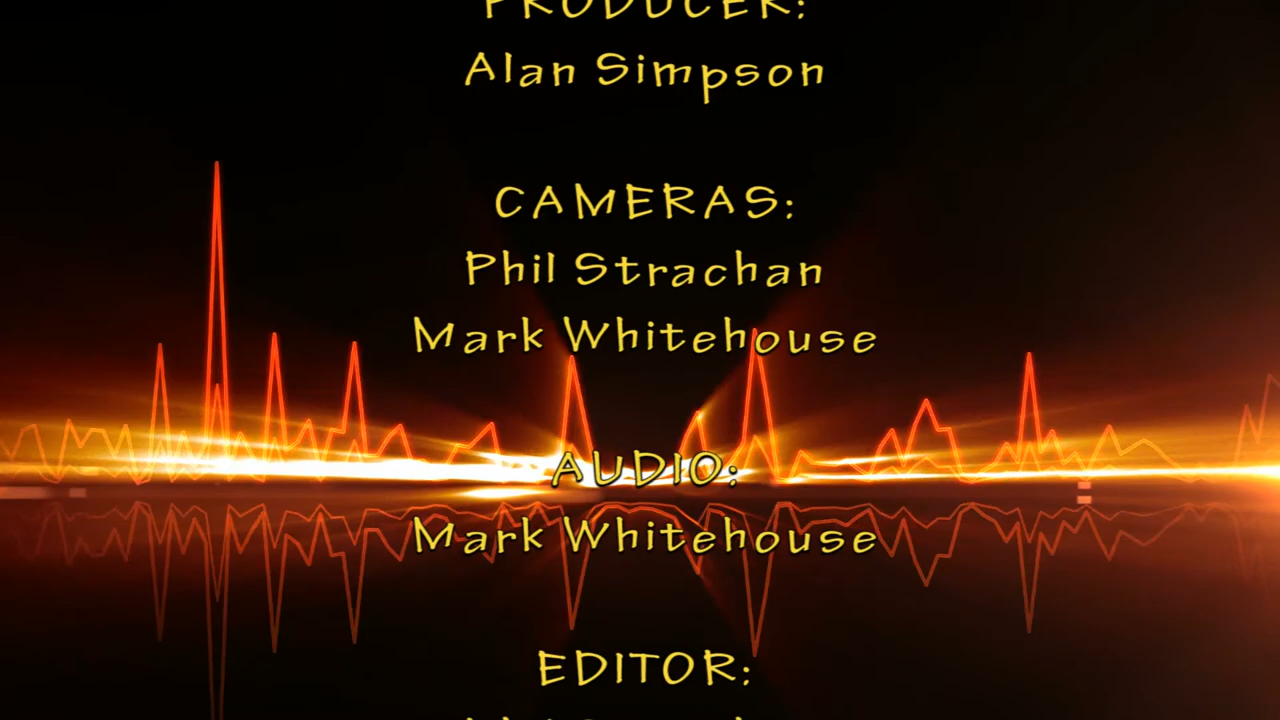 PRODUCER:
Alan Simpson
CAMERAS:
Phil Strachan
Mark Whitehouse
AUDIO:
Mark Whitehouse
EDITOR: